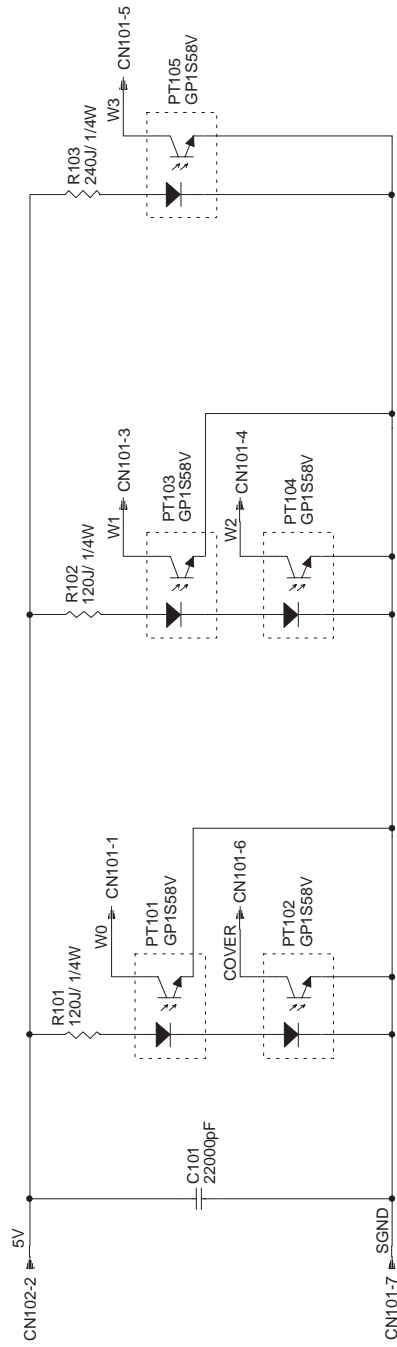 CN102-2
5V
C101
22000pF
SGND
CN101-7
R101
120J/ 1/4W
W0
CN101-1
PT101
GP1S58V
COVER
CN101-6
PT102
GP1S58V
R102
120J/ 1/4W
W1
CN101-3
PT103
GP1S58V
W2
CN101-4
PT104
GP1S58V
R103
240J/ 1/4W
W3
CN101-5
PT105
GP1S58V